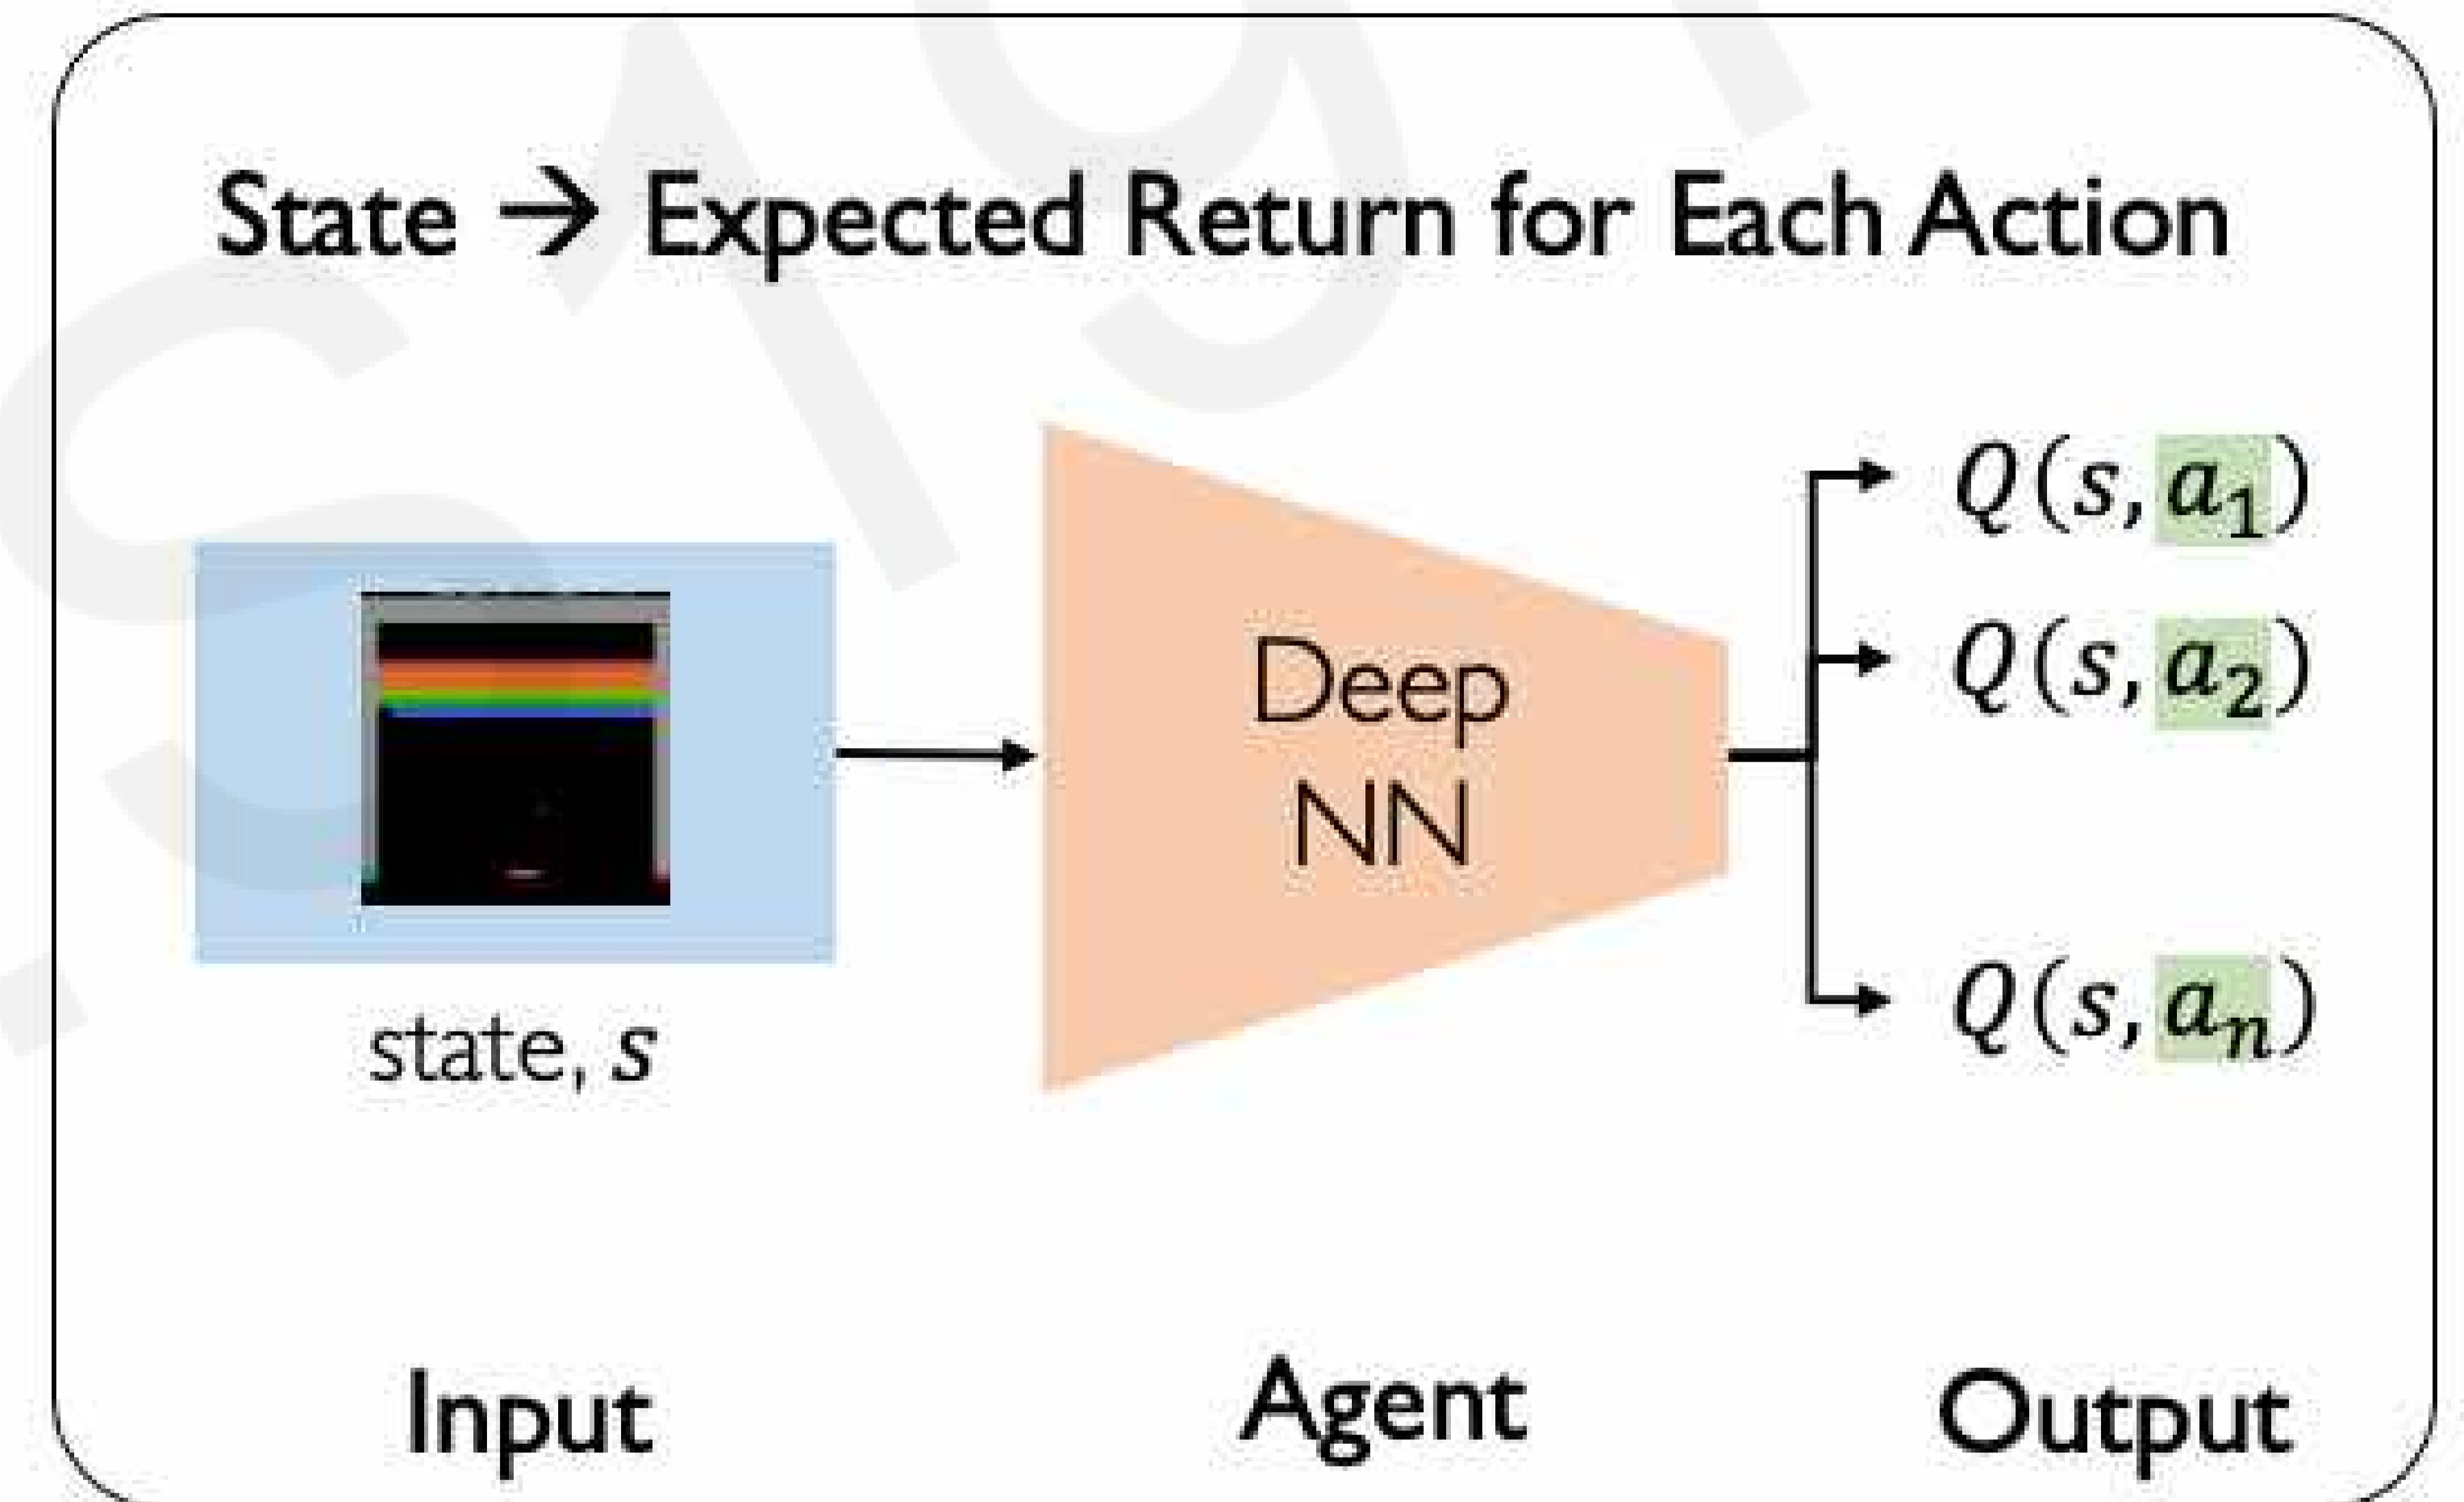 State → Expected Return for Each Action
Q(s, a₁)
Deep
Q(s, a₂)
NN
state, s
Q(s, aₙ)
Input
Agent
Output